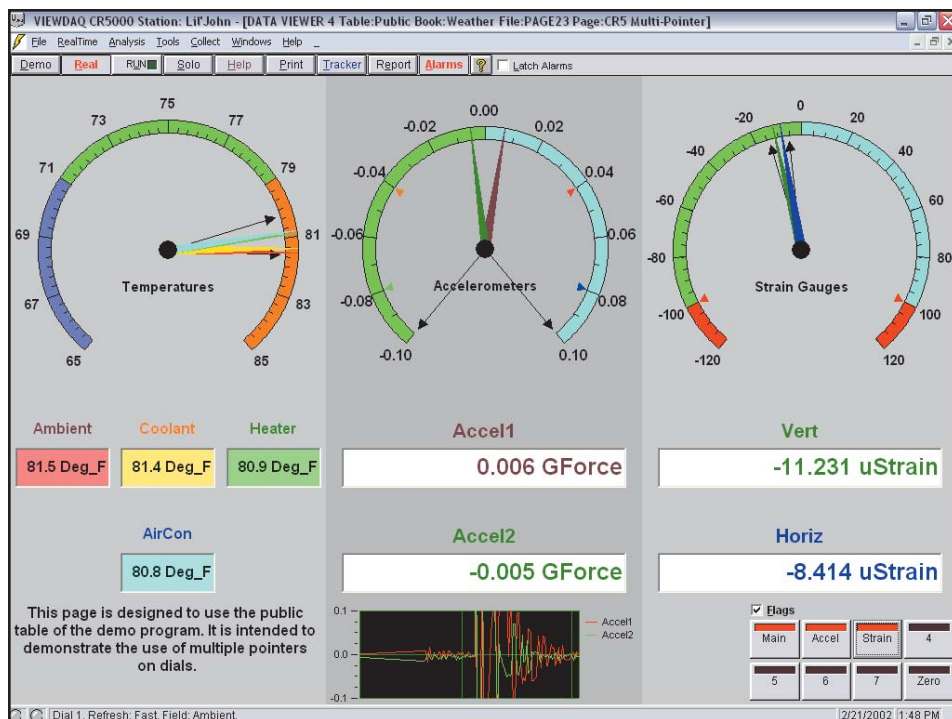 VIEWDAQ CR5000 Station: Lil'John - [DATA VIEWER 4 Table:Public Book:Weather File:PAGE23 Page:CR5 Multi-Pointer]
File RealTime Analysis Tools Collect Windows Help _
Demo Real RUN Solo Help Print Tracker Report Alarms ? Latch Alarms
65 67 69 71 73 75 77 79 81 83 85
Temperatures
-0.10 -0.08 -0.06 -0.04 -0.02 0.00 0.02 0.04 0.06 0.08 0.10
Accelerometers
-120 -100 -80 -60 -40 -20 0 20 40 60 80 100 120
Strain Gauges
Ambient Coolant Heater
81.5 Deg_F 81.4 Deg_F 80.9 Deg_F
AirCon
80.8 Deg_F
This page is designed to use the public
table of the demo program. It is intended to
demonstrate the use of multiple pointers
on dials.
Accel1
0.006 GForce
Accel2
-0.005 GForce
0.1
0.0
-0.1
Accel1
Accel2
Vert
-11.231 uStrain
Horiz
-8.414 uStrain
Flags
Main Accel Strain 4
5 6 7 Zero
Dial 1. Refresh: Fast. Field: Ambient. 2/21/2002 1:48 PM